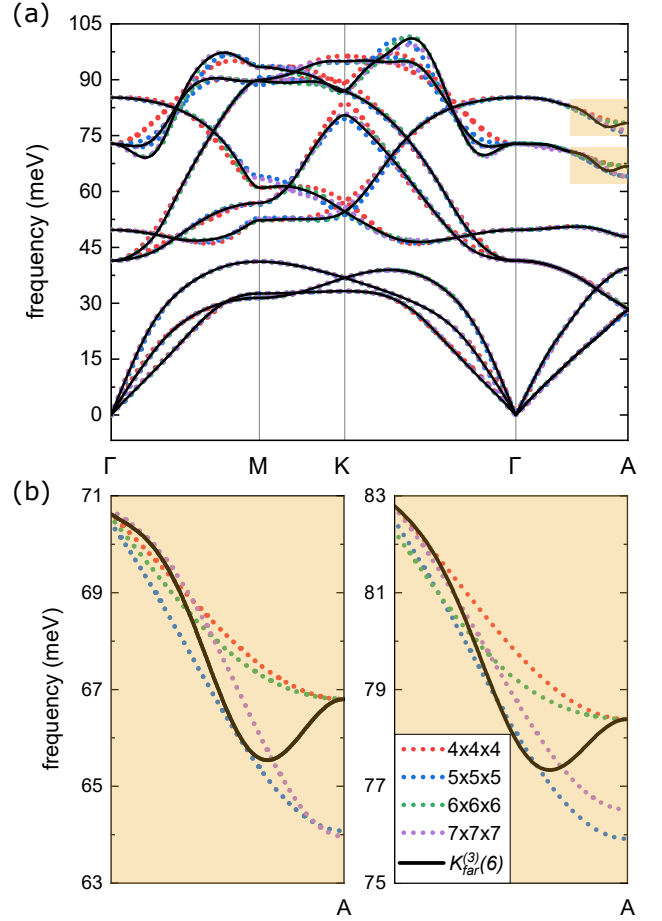 (a)
105
90
75
60
45
30
15
0
frequency (meV)
Γ M K Γ A
(b)
71
69
67
65
63
frequency (meV)
A
83
81
79
77
75
4x4x4
5x5x5
6x6x6
7x7x7
K_far^(3)(6)
A